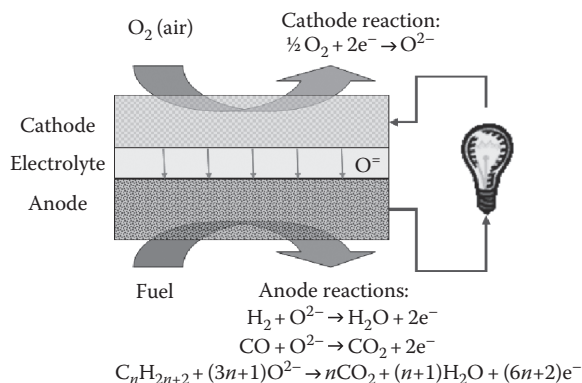 O₂ (air)
Cathode reaction:
½ O₂ + 2e⁻ → O²⁻
Cathode
Electrolyte
O⁼
Anode
Fuel
Anode reactions:
H₂ + O²⁻ → H₂O + 2e⁻
CO + O²⁻ → CO₂ + 2e⁻
CₙH₂ₙ₊₂ + (3n+1)O²⁻ → nCO₂ + (n+1)H₂O + (6n+2)e⁻